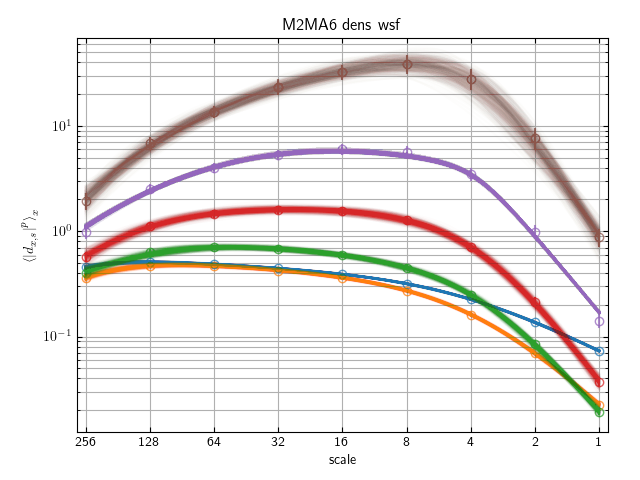 M2MA6 dens wsf
⟨|d_{x,s}|^p⟩_x
10^1
10^0
10^{-1}
256 128 64 32 16 8 4 2 1
scale